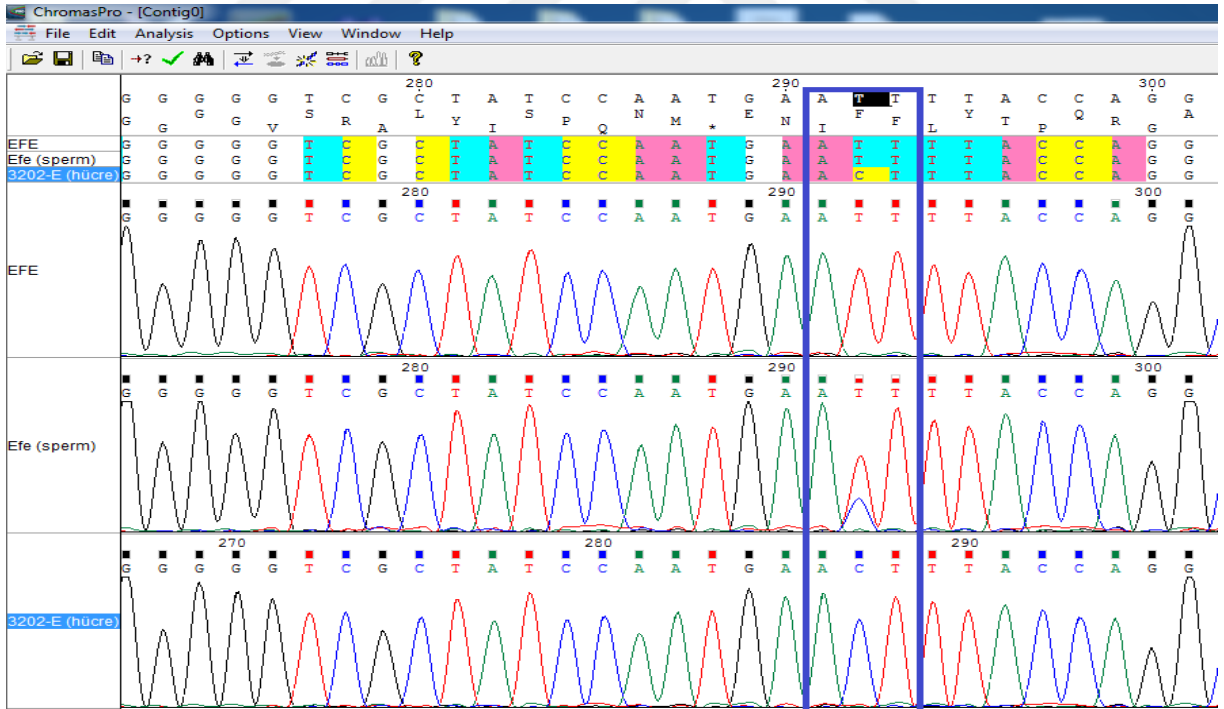 ChromasPro - [Contig0]
File Edit Analysis Options View Window Help
280 290 300
G G G G G T C G C T A T C C A A T G A A T T T T A C C A G G
G G G G V S R A L Y I S P Q N M * E N I F F L Y T P Q R G A
EFE G G G G G T C G C T A T C C A A T G A A T T T T A C C A G G
Efe (sperm) G G G G G T C G C T A T C C A A T G A A T T T T A C C A G G
3202-E (hücre) G G G G G T C G C T A T C C A A T G A A C T T T A C C A G G
280 290 300
G G G G G T C G C T A T C C A A T G A A T T T T A C C A G G
EFE
280 290 300
G G G G G T C G C T A T C C A A T G A A T T T T A C C A G G
Efe (sperm)
270 280 290
G G G G G T C G C T A T C C A A T G A A C T T T A C C A G G
3202-E (hücre)